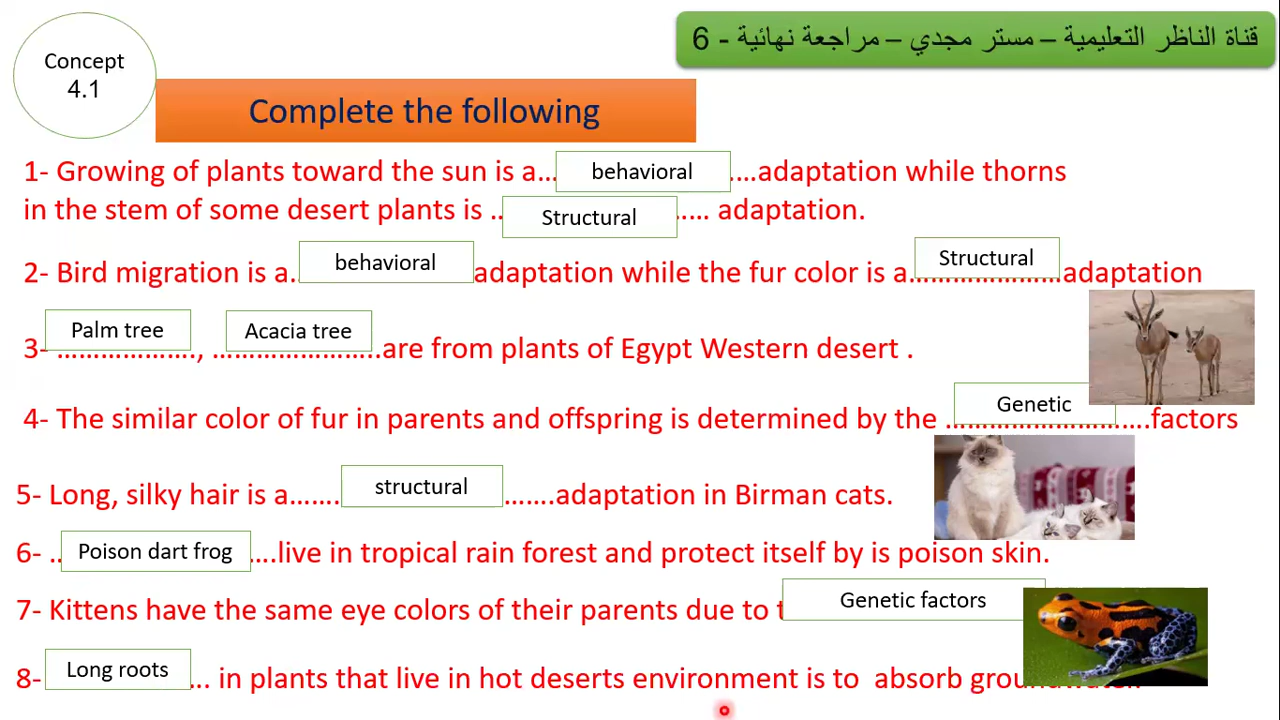 Concept
4.1
قناة الناظر التعليمية – مستر مجدي – مراجعة نهائية - 6
Complete the following
1- Growing of plants toward the sun is a… behavioral ….adaptation while thorns
in the stem of some desert plants is .. Structural ..… adaptation.
2- Bird migration is a. behavioral adaptation while the fur color is a Structural …………………adaptation
3- Palm tree ………………., Acacia tree …………………..are from plants of Egypt Western desert .
4- The similar color of fur in parents and offspring is determined by the Genetic ……………………….factors
5- Long, silky hair is a……. structural …….adaptation in Birman cats.
6- .. Poison dart frog ….live in tropical rain forest and protect itself by is poison skin.
7- Kittens have the same eye colors of their parents due to Genetic factors
8- Long roots … in plants that live in hot deserts environment is to absorb